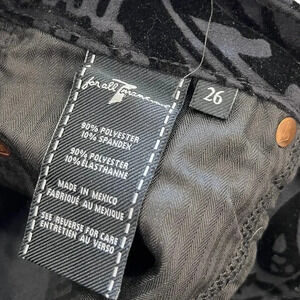 for all 7 mankind
26
90% POLYESTER
10% SPANDEX
90% POLYESTER
10% ÉLASTHANNE
MADE IN MEXICO
FABRIQUÉ AU MEXIQUE
SEE REVERSE FOR CARE
ENTRETIEN AU VERSO